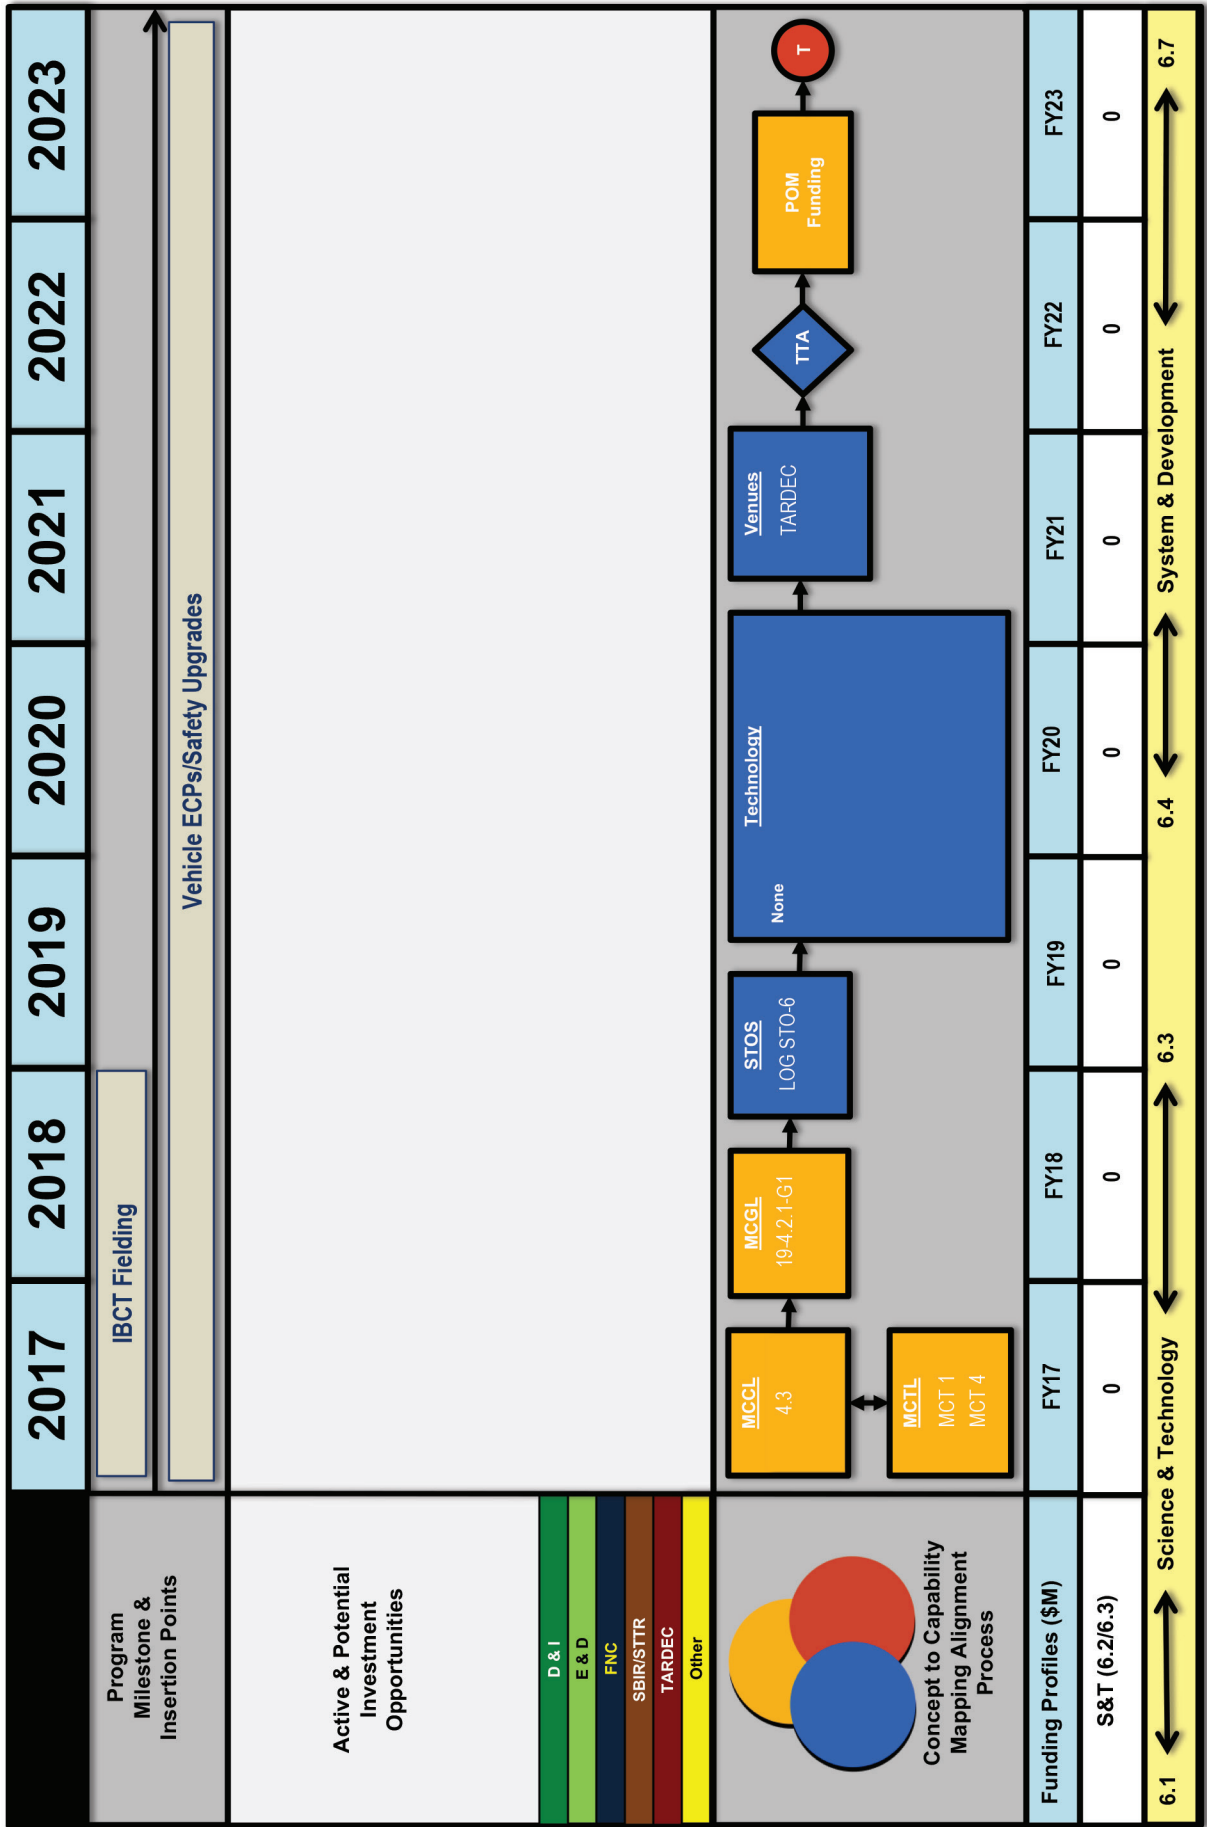 2017 2018 2019 2020 2021 2022 2023
Program
Milestone &
Insertion Points
IBCT Fielding
Vehicle ECPs/Safety Upgrades
Active & Potential
Investment
Opportunities
D & I
E & D
FNC
SBIR/STTR
TARDEC
Other
Concept to Capability
Mapping Alignment
Process
MCCL
4.3
MCTL
MCT 1
MCT 4
MCGL
19-4.2.1-G1
STOS
LOG STO-6
Technology
None
Venues
TARDEC
TTA
POM
Funding
T
Funding Profiles ($M) FY17 FY18 FY19 FY20 FY21 FY22 FY23
S&T (6.2/6.3) 0 0 0 0 0 0 0
6.1 Science & Technology 6.3 6.4 System & Development 6.7